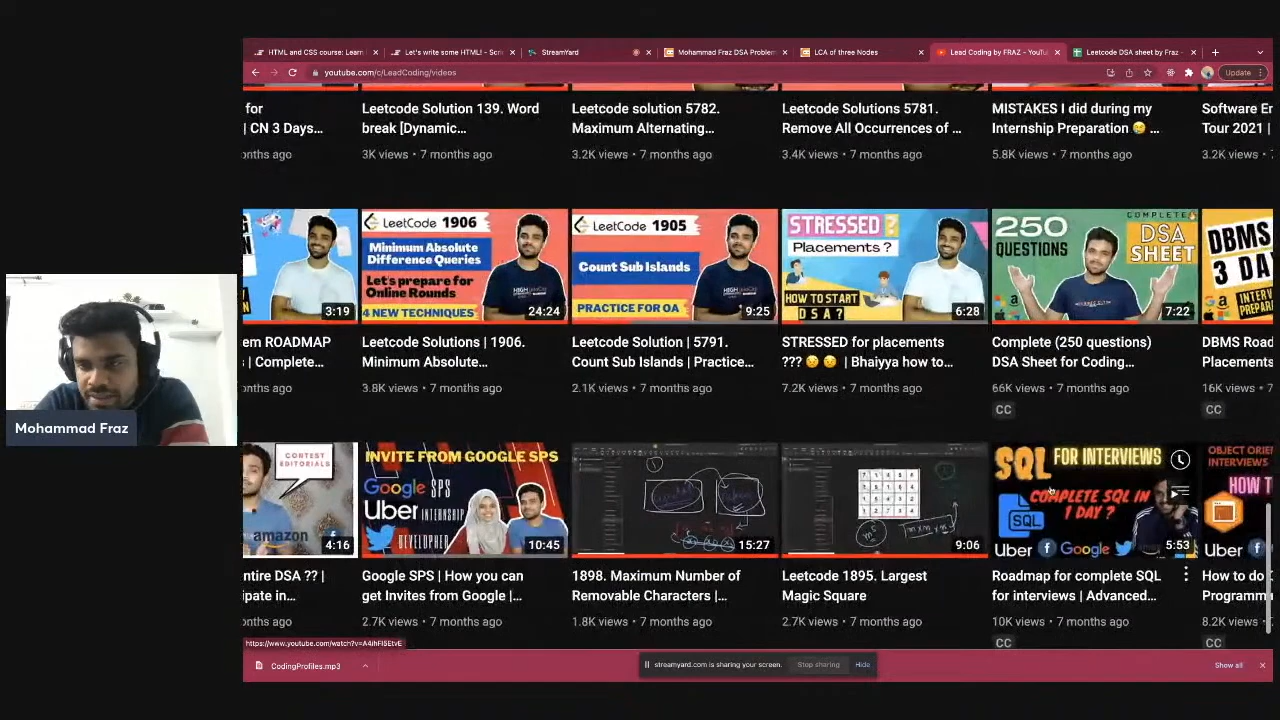 HTML and CSS course: Learn
Let's write some HTML! - Scri
StreamYard
Mohammad Fraz DSA Problem
LCA of three Nodes
Lead Coding by FRAZ - YouTu
Leetcode DSA sheet by Fraz -
youtube.com/c/LeadCoding/videos
Update
for
| CN 3 Days...
onths ago
Leetcode Solution 139. Word
break [Dynamic...
3K views • 7 months ago
Leetcode solution 5782.
Maximum Alternating...
3.2K views • 7 months ago
Leetcode Solutions 5781.
Remove All Occurrences of ...
3.4K views • 7 months ago
MISTAKES I did during my
Internship Preparation 😢 ...
5.8K views • 7 months ago
Software En
Tour 2021 |
3.2K views
3:19
em ROADMAP
s | Complete...
onths ago
LeetCode 1906
Minimum Absolute
Difference Queries
Let's prepare for
Online Rounds
4 NEW TECHNIQUES
24:24
Leetcode Solutions | 1906.
Minimum Absolute...
3.8K views • 7 months ago
LeetCode 1905
Count Sub Islands
PRACTICE FOR OA
9:25
Leetcode Solution | 5791.
Count Sub Islands | Practice...
2.1K views • 7 months ago
STRESSED ?
Placements ?
HOW TO START
DSA ?
6:28
STRESSED for placements
??? 😟 😟 | Bhaiyya how to...
7.2K views • 7 months ago
250
QUESTIONS
COMPLETE
DSA
SHEET
7:22
Complete (250 questions)
DSA Sheet for Coding...
66K views • 7 months ago
CC
DBMS
3 DA
INTERV
PREPARA
DBMS Road
Placements
16K views
CC
Mohammad Fraz
CONTEST
EDITORIALS
amazon
4:16
ntire DSA ?? |
ipate in...
onths ago
INVITE FROM GOOGLE SPS
Google SPS
Uber INTERNSHIP
DEVELOPHER
10:45
Google SPS | How you can
get Invites from Google |...
2.7K views • 7 months ago
15:27
1898. Maximum Number of
Removable Characters |...
1.8K views • 7 months ago
9:06
Leetcode 1895. Largest
Magic Square
2.7K views • 7 months ago
SQL FOR INTERVIEWS
COMPLETE SQL IN
1 DAY ?
SQL
Uber Google
5:53
Roadmap for complete SQL
for interviews | Advanced...
10K views • 7 months ago
CC
OBJECT ORIE
INTERVIEWS
HOW T
Uber
How to do
Programm
8.2K views
CC
https://www.youtube.com/watch?v=A4jhFl5EtvE
CodingProfiles.mp3
streamyard.com is sharing your screen.
Stop sharing
Hide
Show all